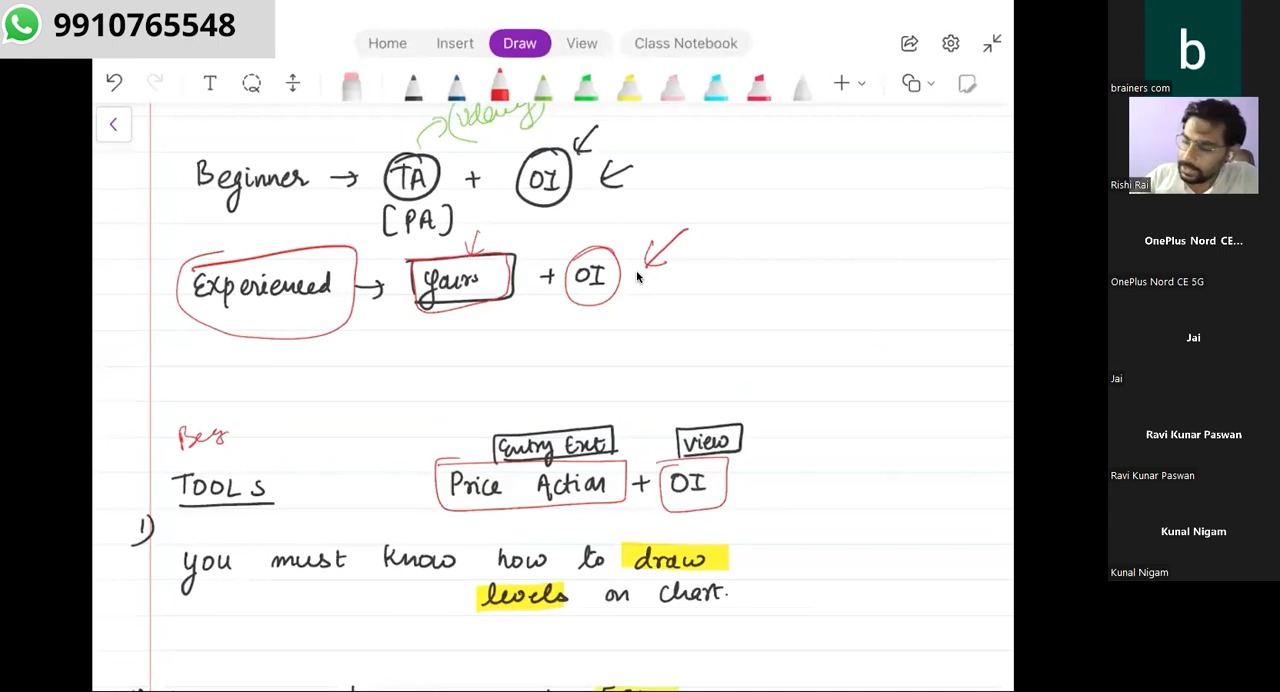 9910765548
Home Insert Draw View Class Notebook
b
brainers com
Beginner → TA + OI
[PA]
Rishi Rai
Experienced → + OI
OnePlus Nord CE...
OnePlus Nord CE 5G
Jai
Jai
Beg
Entry Exit View
TOOLS Price Action + OI
Ravi Kunar Paswan
Ravi Kunar Paswan
1)
you must know how to draw
levels on chart.
Kunal Nigam
Kunal Nigam